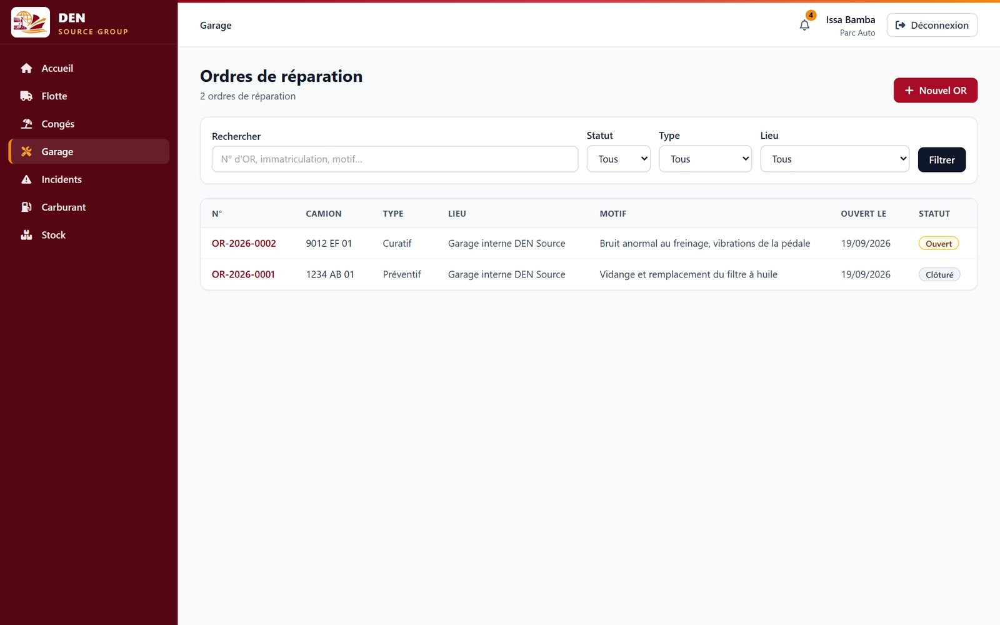 DEN
SOURCE GROUP
Accueil
Flotte
Congés
Garage
Incidents
Carburant
Stock
Garage
4
Issa Bamba
Parc Auto
Déconnexion
Ordres de réparation
2 ordres de réparation
+ Nouvel OR
Rechercher Statut Type Lieu
N° d'OR, immatriculation, motif... Tous Tous Tous Filtrer
N° CAMION TYPE LIEU MOTIF OUVERT LE STATUT
OR-2026-0002 9012 EF 01 Curatif Garage interne DEN Source Bruit anormal au freinage, vibrations de la pédale 19/09/2026 Ouvert
OR-2026-0001 1234 AB 01 Préventif Garage interne DEN Source Vidange et remplacement du filtre à huile 19/09/2026 Clôturé